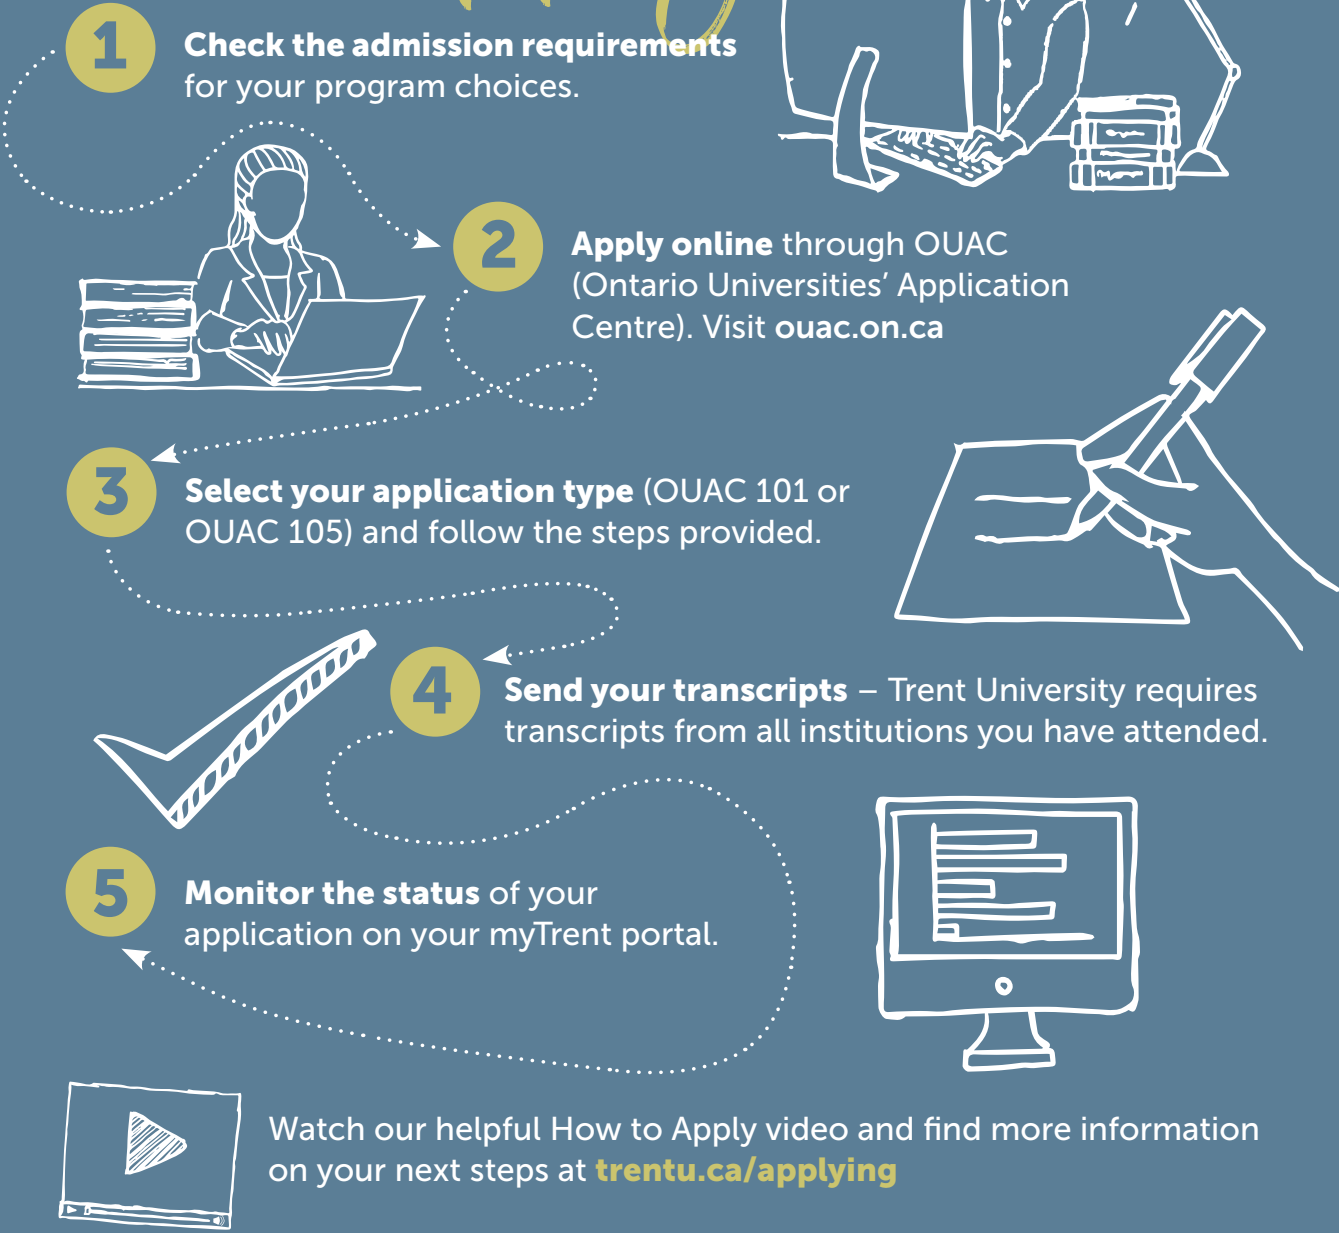 1
Check the admission requirements
for your program choices.
2
Apply online through OUAC
(Ontario Universities’ Application
Centre). Visit ouac.on.ca
3
Select your application type (OUAC 101 or
OUAC 105) and follow the steps provided.
4
Send your transcripts – Trent University requires
transcripts from all institutions you have attended.
5
Monitor the status of your
application on your myTrent portal.
Watch our helpful How to Apply video and find more information
on your next steps at trentu.ca/applying